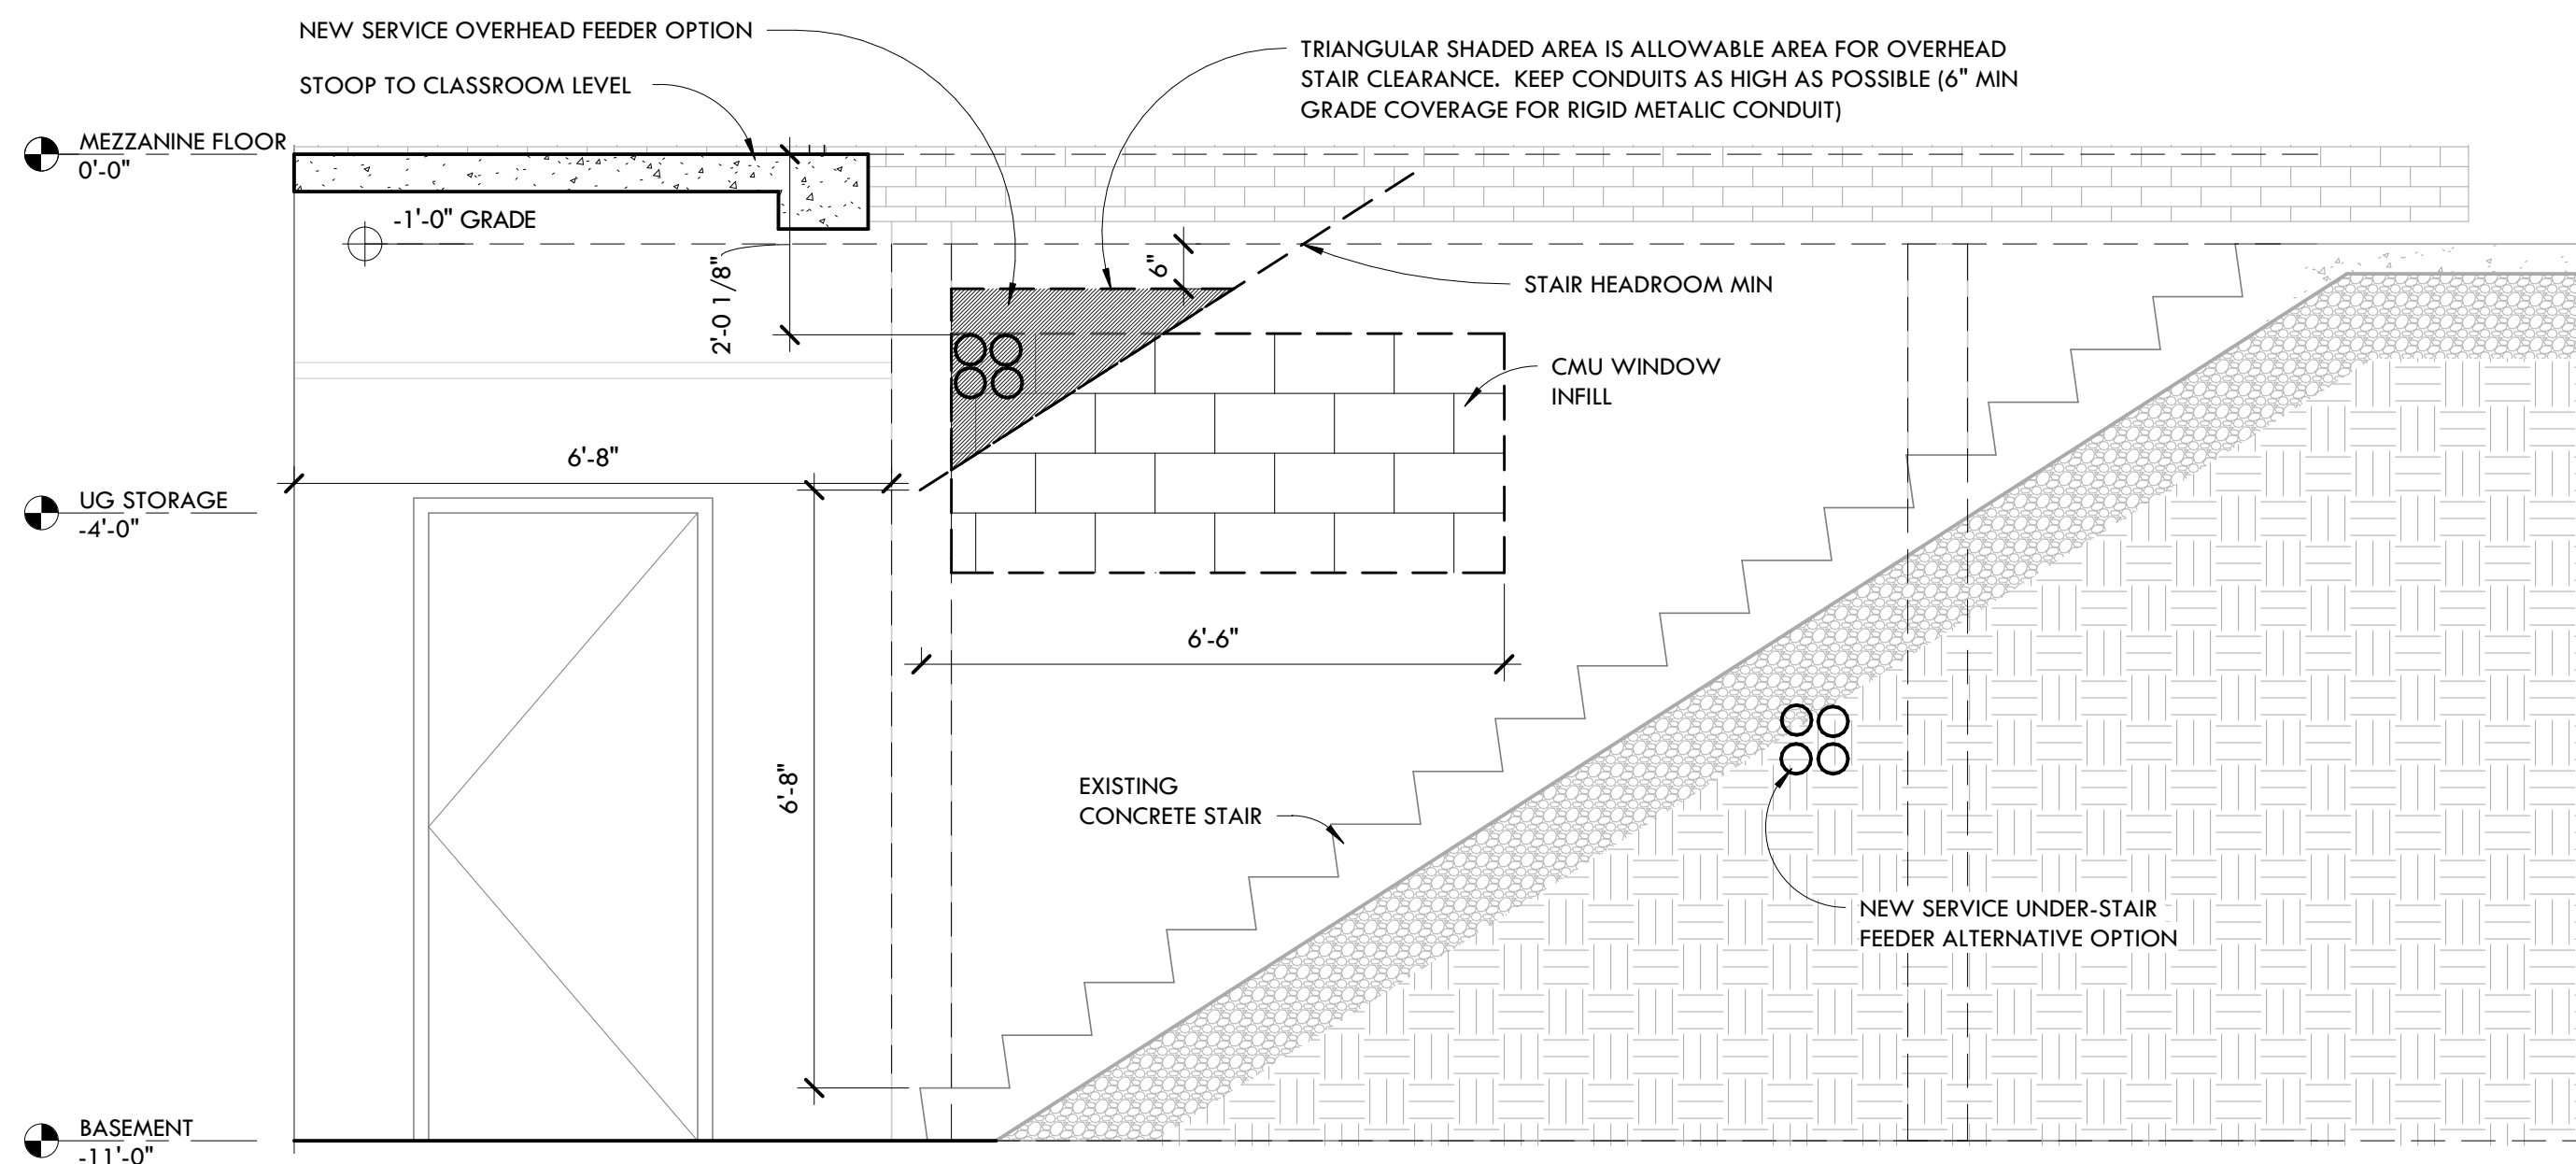 NEW SERVICE OVERHEAD FEEDER OPTION
STOOP TO CLASSROOM LEVEL
TRIANGULAR SHADED AREA IS ALLOWABLE AREA FOR OVERHEAD
STAIR CLEARANCE.  KEEP CONDUITS AS HIGH AS POSSIBLE (6" MIN
GRADE COVERAGE FOR RIGID METALIC CONDUIT)
MEZZANINE FLOOR
0'-0"
-1'-0" GRADE
2'-0 1/8"
6"
STAIR HEADROOM MIN
CMU WINDOW
INFILL
6'-8"
UG STORAGE
-4'-0"
6'-6"
6'-8"
EXISTING
CONCRETE STAIR
NEW SERVICE UNDER-STAIR
FEEDER ALTERNATIVE OPTION
BASEMENT
-11'-0"